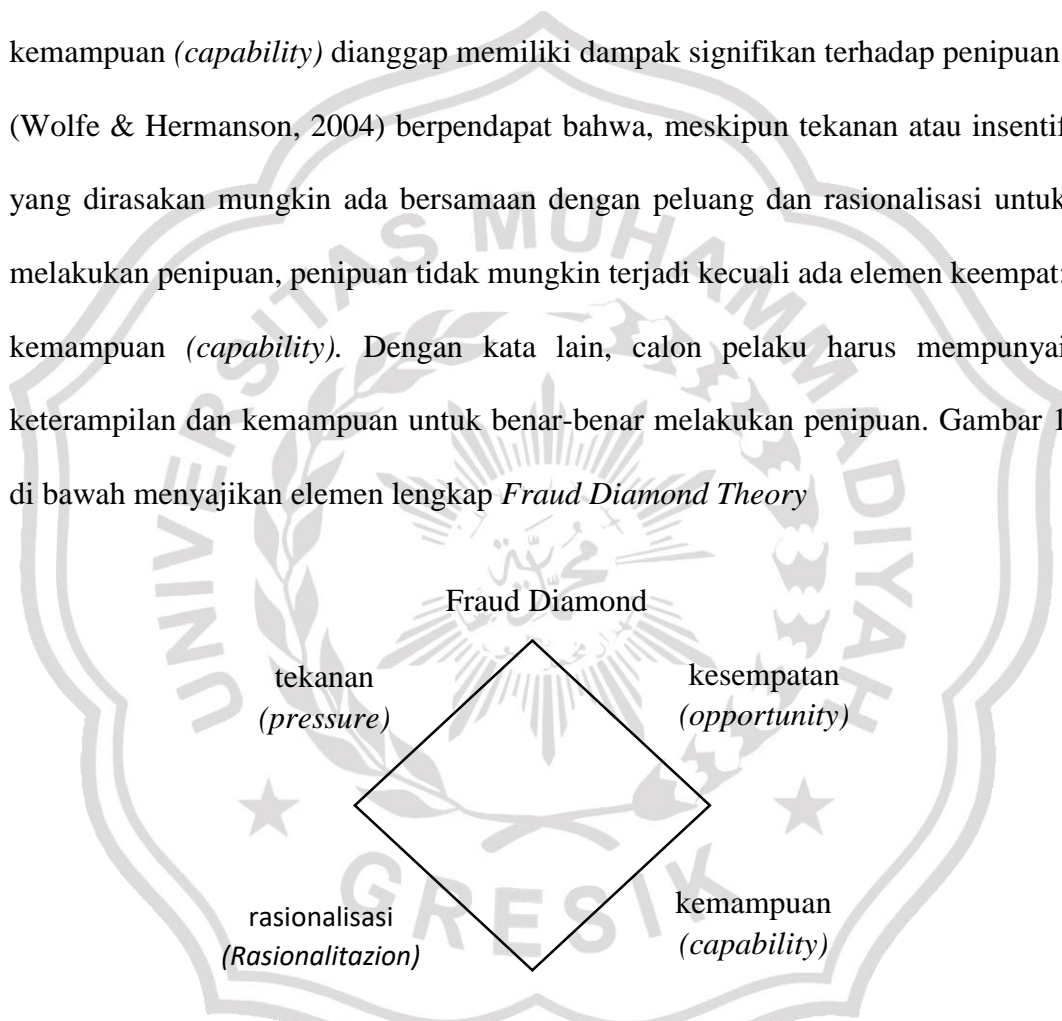 kemampuan (capability) dianggap memiliki dampak signifikan terhadap penipuan
(Wolfe & Hermanson, 2004) berpendapat bahwa, meskipun tekanan atau insentif
yang dirasakan mungkin ada bersamaan dengan peluang dan rasionalisasi untuk
melakukan penipuan, penipuan tidak mungkin terjadi kecuali ada elemen keempat:
kemampuan (capability). Dengan kata lain, calon pelaku harus mempunyai
keterampilan dan kemampuan untuk benar-benar melakukan penipuan. Gambar 1
di bawah menyajikan elemen lengkap Fraud Diamond Theory
Fraud Diamond
tekanan
(pressure)
kesempatan
(opportunity)
rasionalisasi
(Rasionalitazion)
kemampuan
(capability)
UNIVERSITAS MUHAMMADIYAH
GRESIK